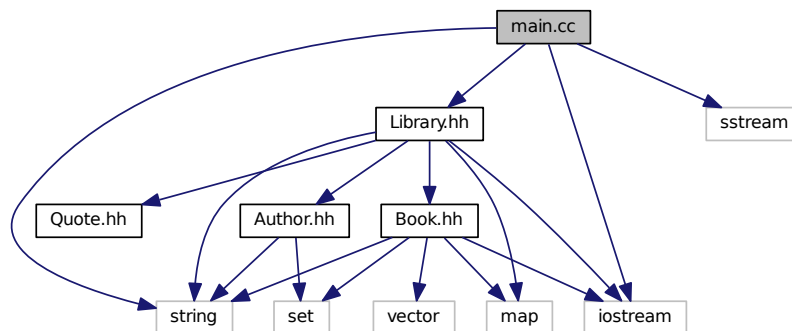 main.cc
Library.hh
sstream
Quote.hh
Author.hh
Book.hh
string
set
vector
map
iostream